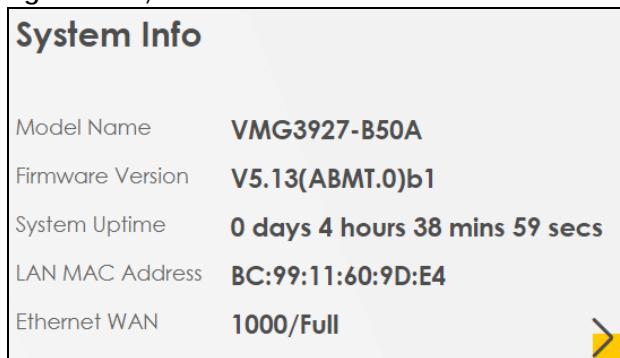 System Info
Model Name VMG3927-B50A
Firmware Version V5.13(ABMT.0)b1
System Uptime 0 days 4 hours 38 mins 59 secs
LAN MAC Address BC:99:11:60:9D:E4
Ethernet WAN 1000/Full